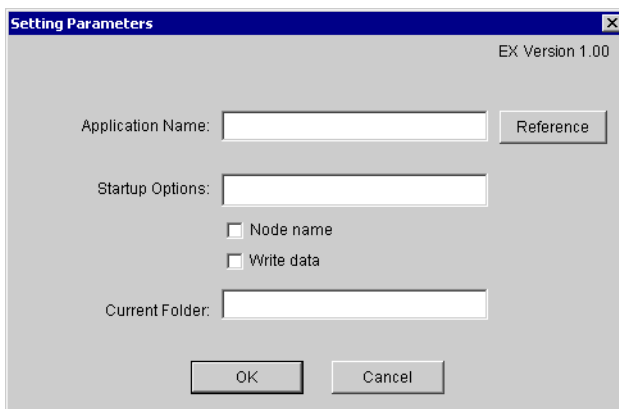 Setting Parameters
EX Version 1.00
Application Name:
Reference
Startup Options:
Node name
Write data
Current Folder:
OK
Cancel